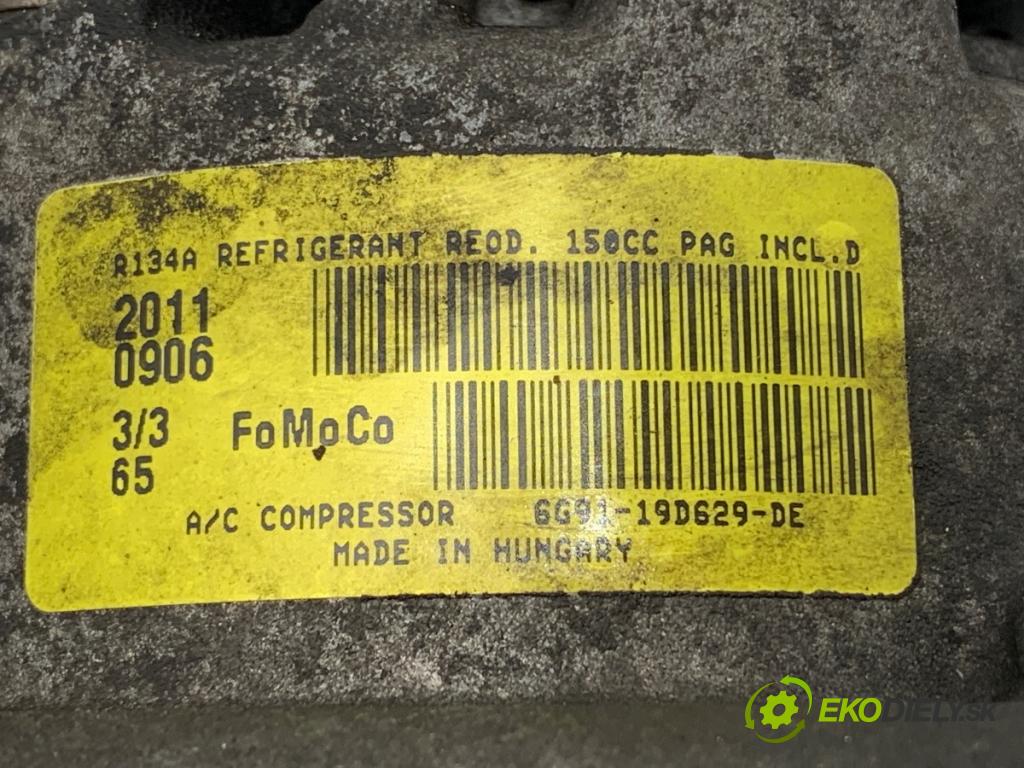 R134A REFRIGERANT REQD. 150CC PAG INCL.D
2011
0906
3/3 FoMoCo
65
A/C COMPRESSOR 6G91-19D629-DE
MADE IN HUNGARY
EKODIELY.SK